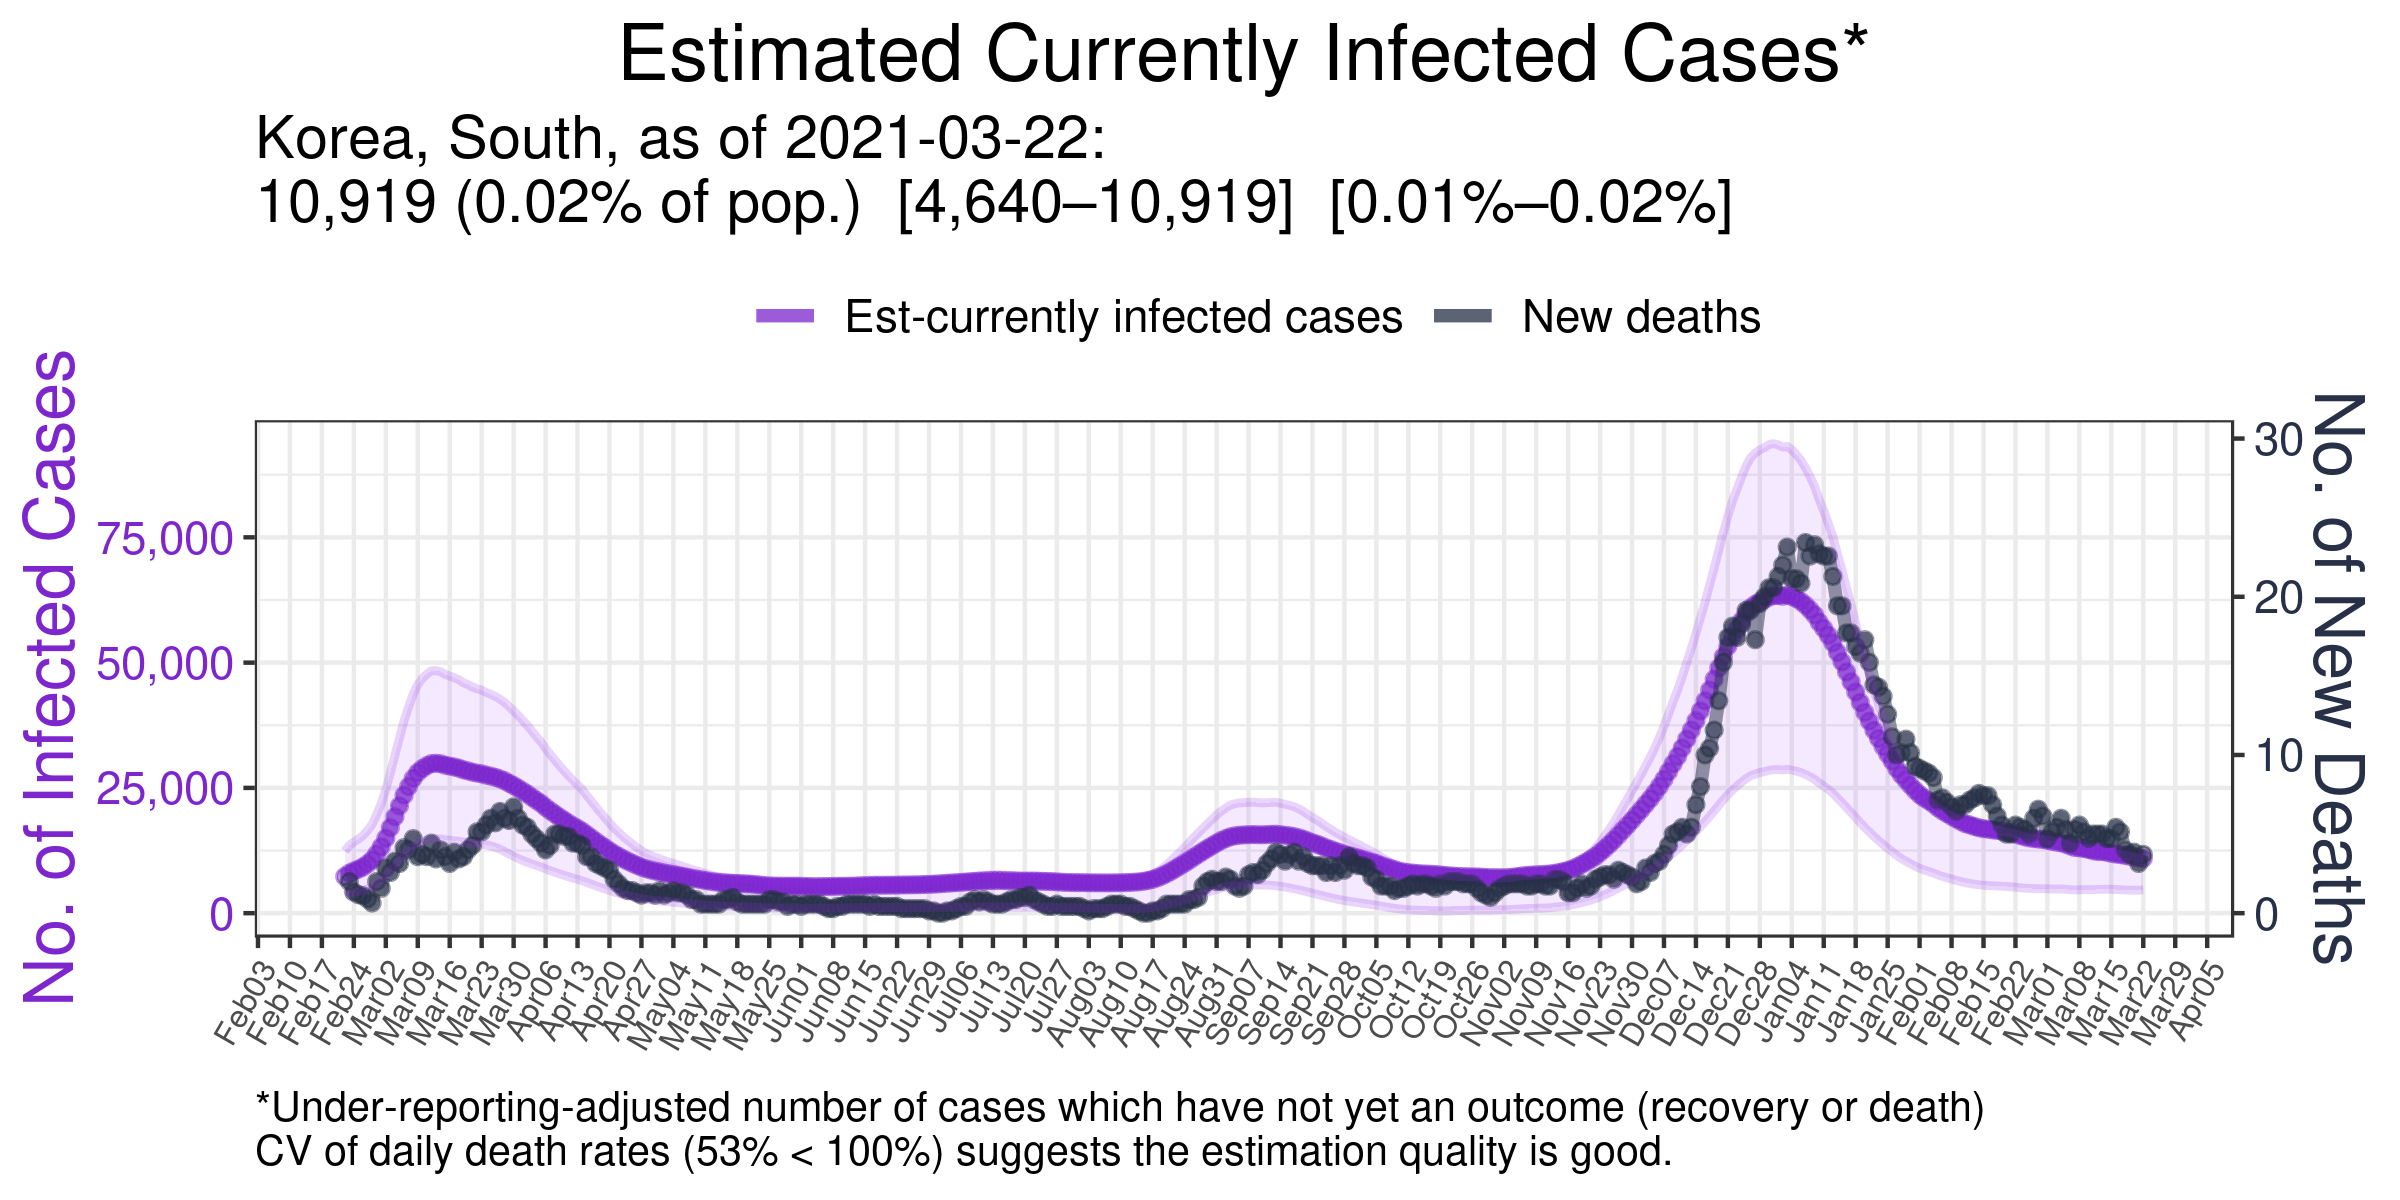 Estimated Currently Infected Cases*
Korea, South, as of 2021-03-22:
10,919 (0.02% of pop.) [4,640–10,919] [0.01%–0.02%]
Est-currently infected cases
New deaths
No. of Infected Cases
75,000
50,000
25,000
0
30
20
10
0
No. of New Deaths
Feb03
Feb10
Feb17
Feb24
Mar02
Mar09
Mar16
Mar23
Mar30
Apr06
Apr13
Apr20
Apr27
May04
May11
May18
May25
Jun01
Jun08
Jun15
Jun22
Jun29
Jul06
Jul13
Jul20
Jul27
Aug03
Aug10
Aug17
Aug24
Aug31
Sep07
Sep14
Sep21
Sep28
Oct05
Oct12
Oct19
Oct26
Nov02
Nov09
Nov16
Nov23
Nov30
Dec07
Dec14
Dec21
Dec28
Jan04
Jan11
Jan18
Jan25
Feb01
Feb08
Feb15
Feb22
Mar01
Mar08
Mar15
Mar22
Mar29
Apr05
*Under-reporting-adjusted number of cases which have not yet an outcome (recovery or death)
CV of daily death rates (53% < 100%) suggests the estimation quality is good.